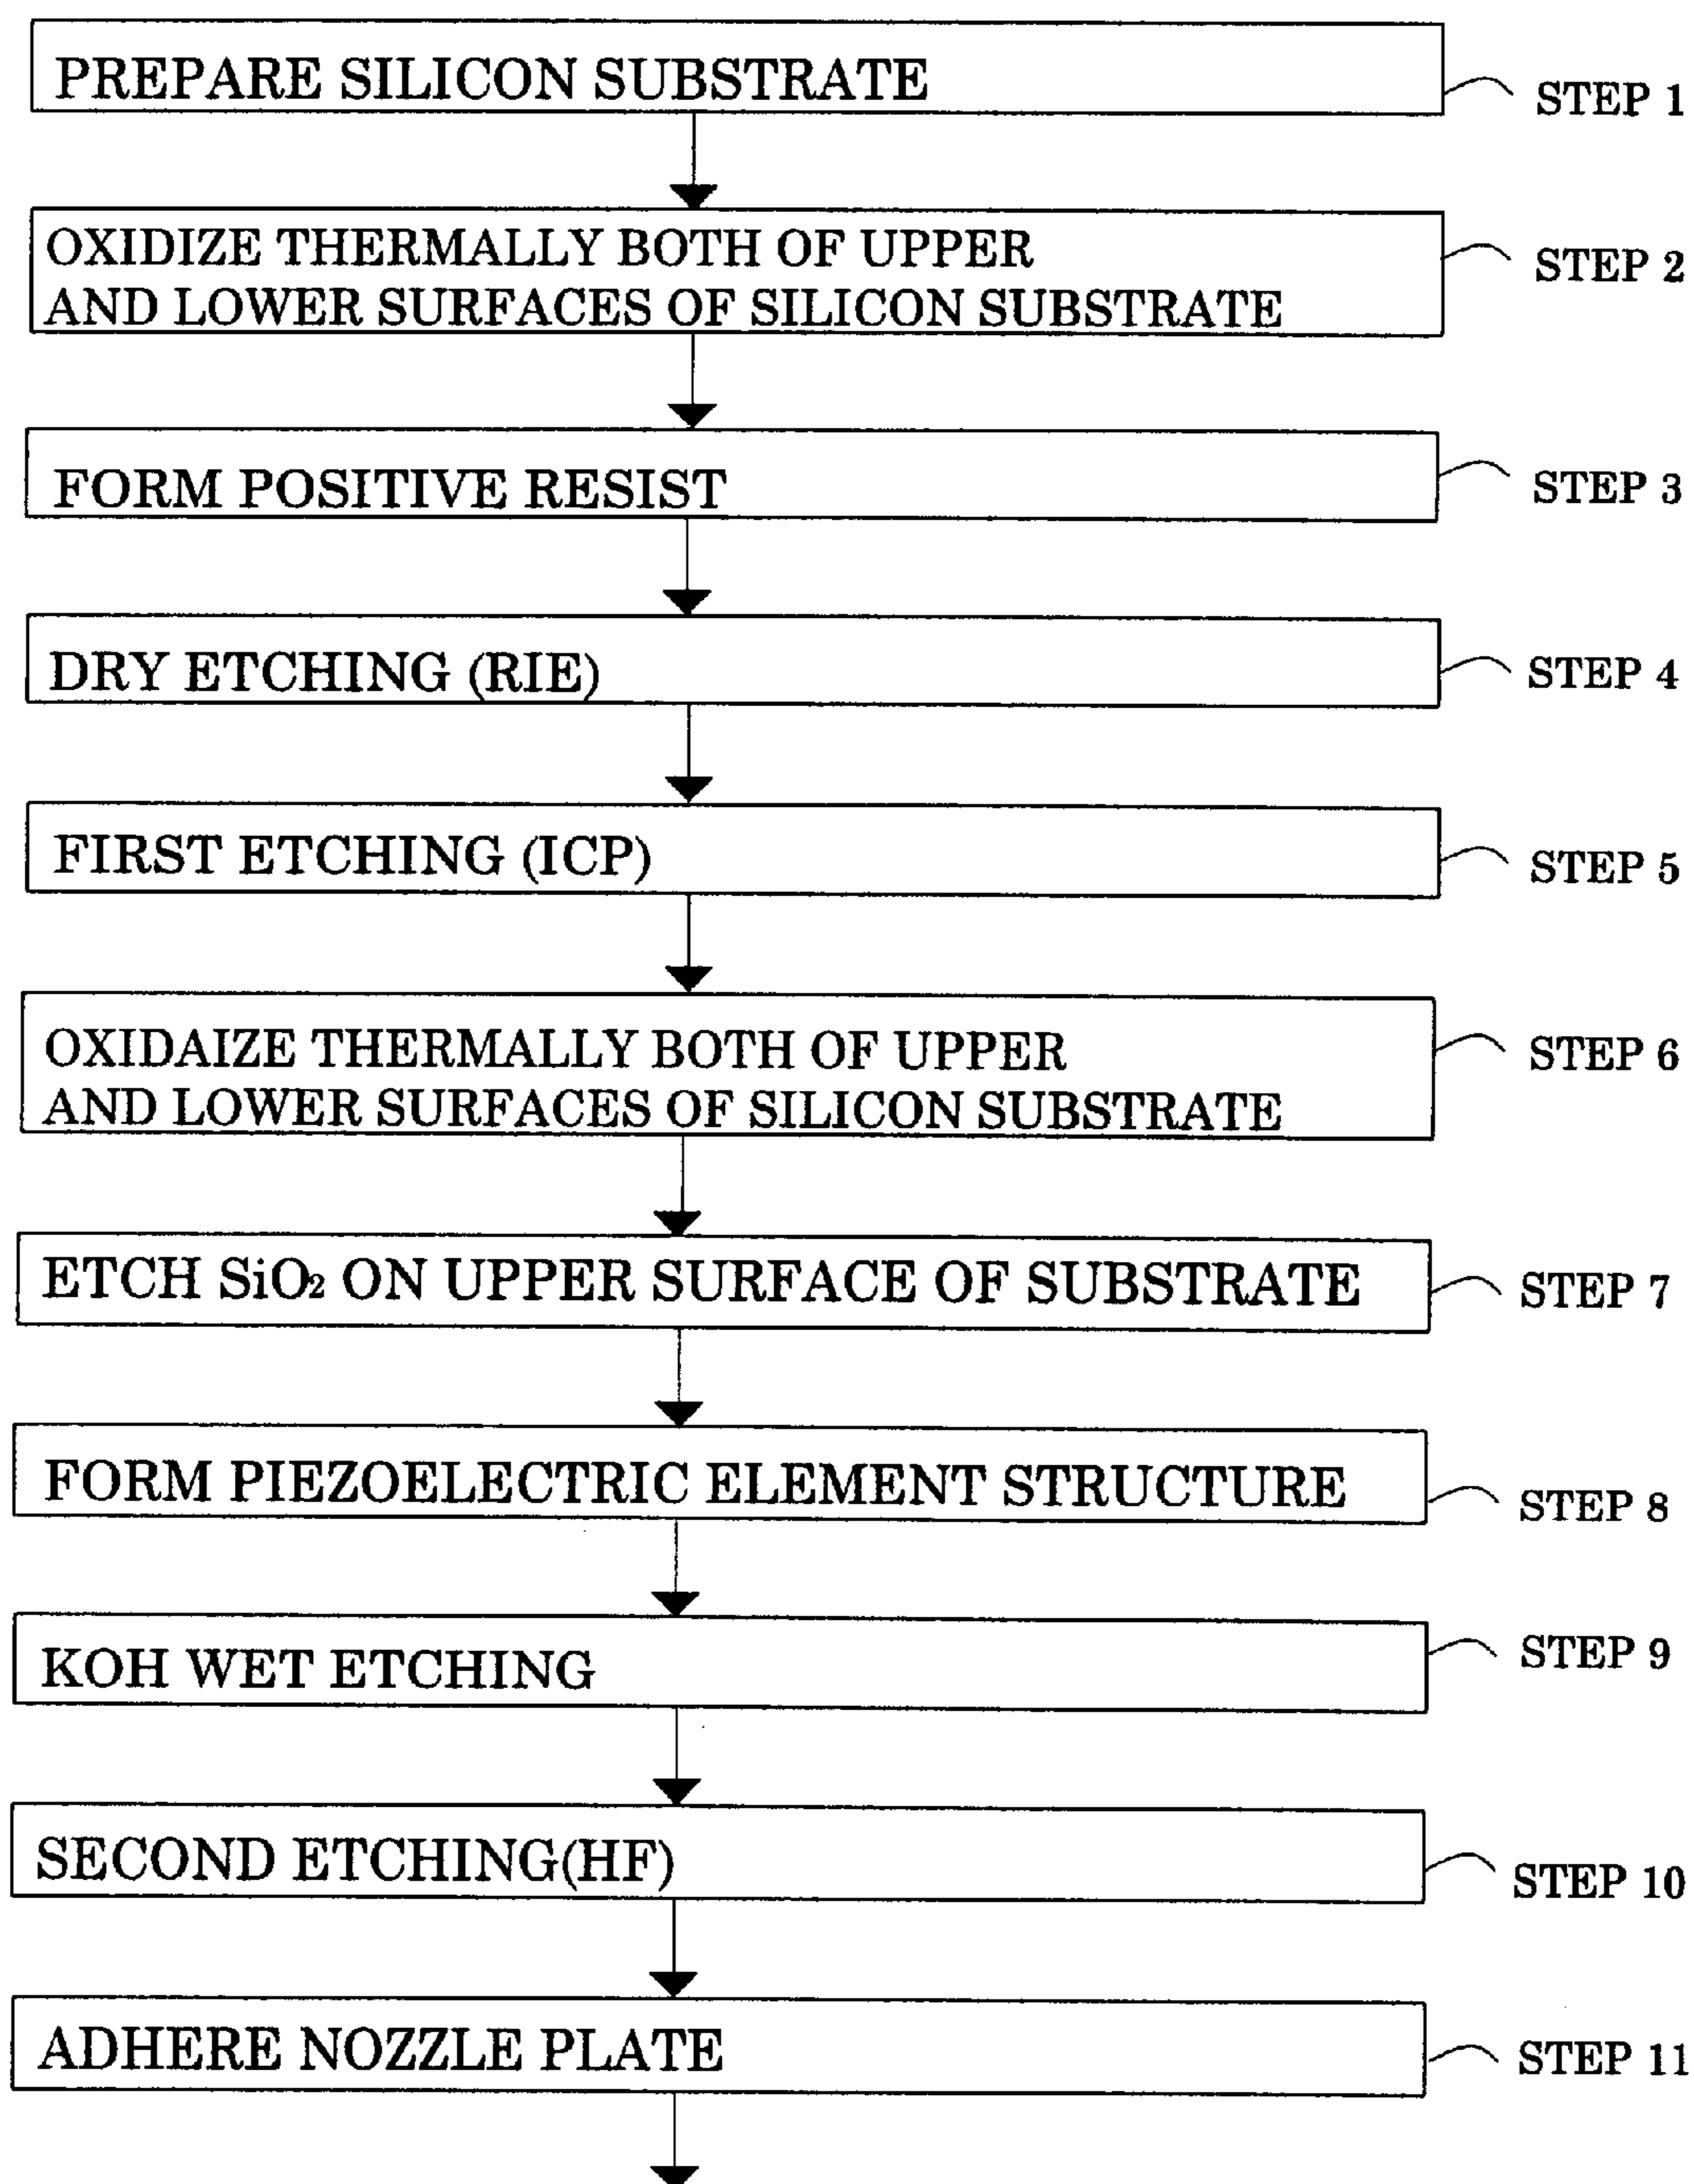 PREPARE SILICON SUBSTRATE
STEP 1
OXIDIZE THERMALLY BOTH OF UPPER
AND LOWER SURFACES OF SILICON SUBSTRATE
STEP 2
FORM POSITIVE RESIST
STEP 3
DRY ETCHING (RIE)
STEP 4
FIRST ETCHING (ICP)
STEP 5
OXIDAIZE THERMALLY BOTH OF UPPER
AND LOWER SURFACES OF SILICON SUBSTRATE
STEP 6
ETCH SiO₂ ON UPPER SURFACE OF SUBSTRATE
STEP 7
FORM PIEZOELECTRIC ELEMENT STRUCTURE
STEP 8
KOH WET ETCHING
STEP 9
SECOND ETCHING(HF)
STEP 10
ADHERE NOZZLE PLATE
STEP 11